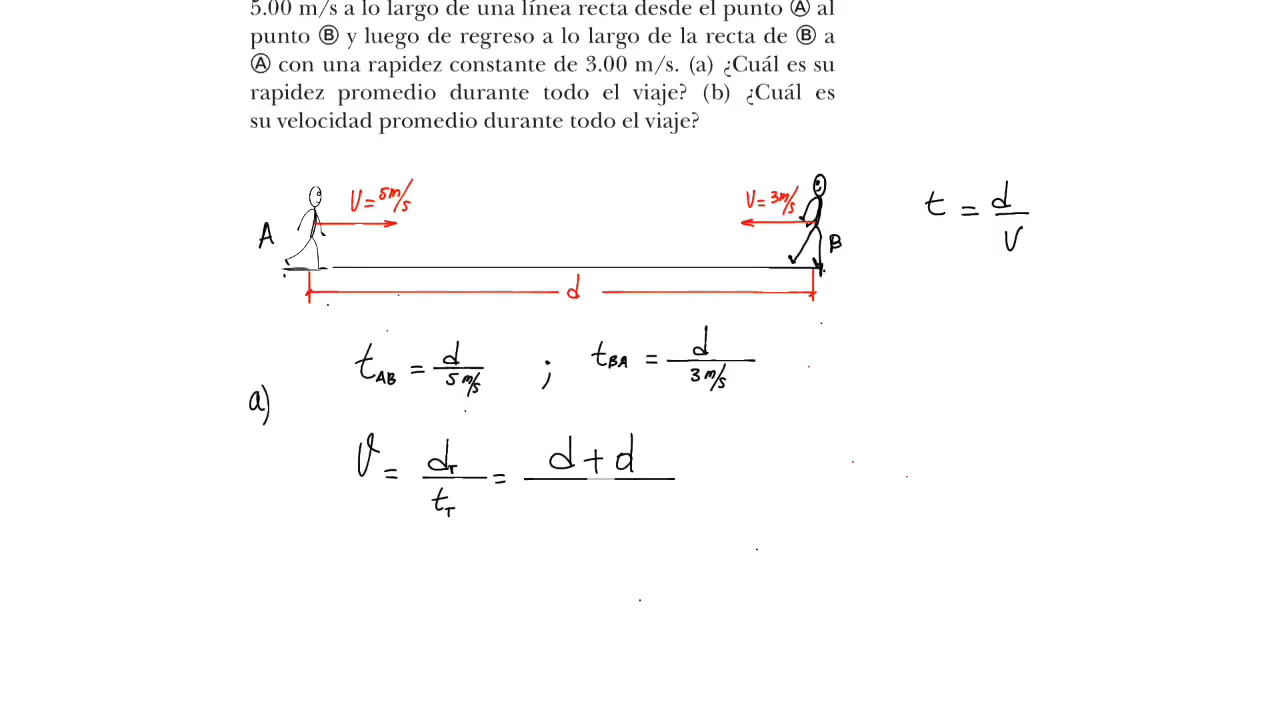 5.00 m/s a lo largo de una línea recta desde el punto Ⓐ al
punto Ⓑ y luego de regreso a lo largo de la recta de Ⓑ a
Ⓐ con una rapidez constante de 3.00 m/s. (a) ¿Cuál es su
rapidez promedio durante todo el viaje? (b) ¿Cuál es
su velocidad promedio durante todo el viaje?
V = 5m/s
V = 3m/s
t = d/V
A
B
d
t_AB = d/5 m/s ; t_BA = d/3 m/s
a)
V = d_T/t_T = d + d